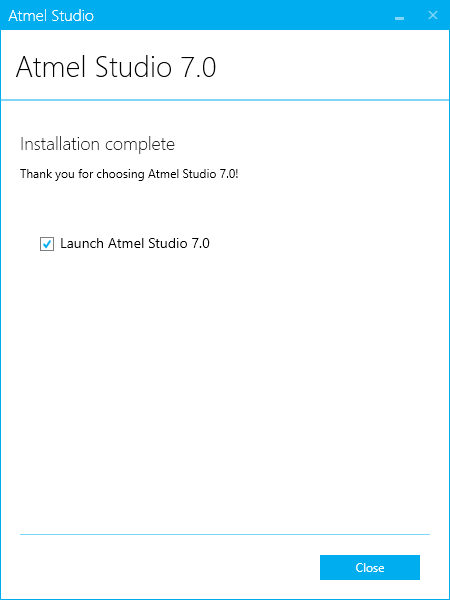 Atmel Studio
Atmel Studio 7.0
Installation complete
Thank you for choosing Atmel Studio 7.0!
Launch Atmel Studio 7.0
Close